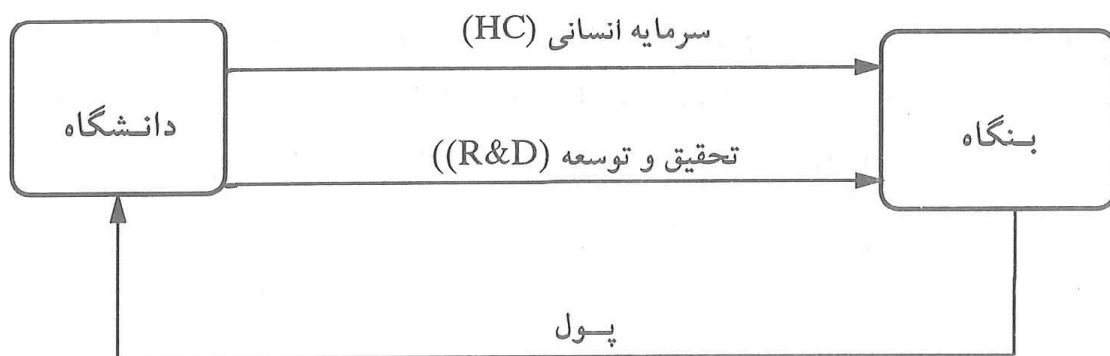 سرمایه انسانی (HC)
دانشگاه
بنگاه
تحقیق و توسعه (R&D))
پول